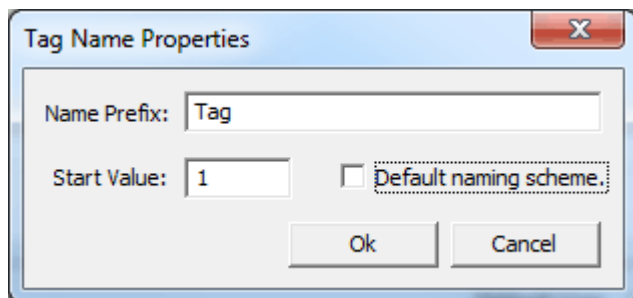 Tag Name Properties
Name Prefix: Tag
Start Value: 1 Default naming scheme.
Ok Cancel